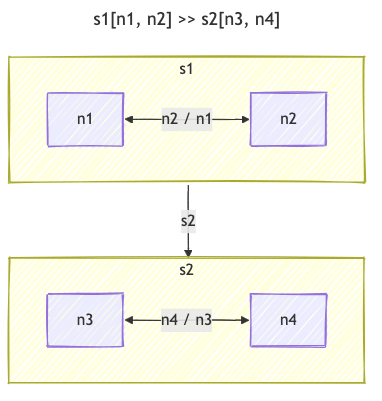 s1[n1, n2] >> s2[n3, n4]
s1
n1
n2 / n1
n2
s2
s2
n3
n4 / n3
n4